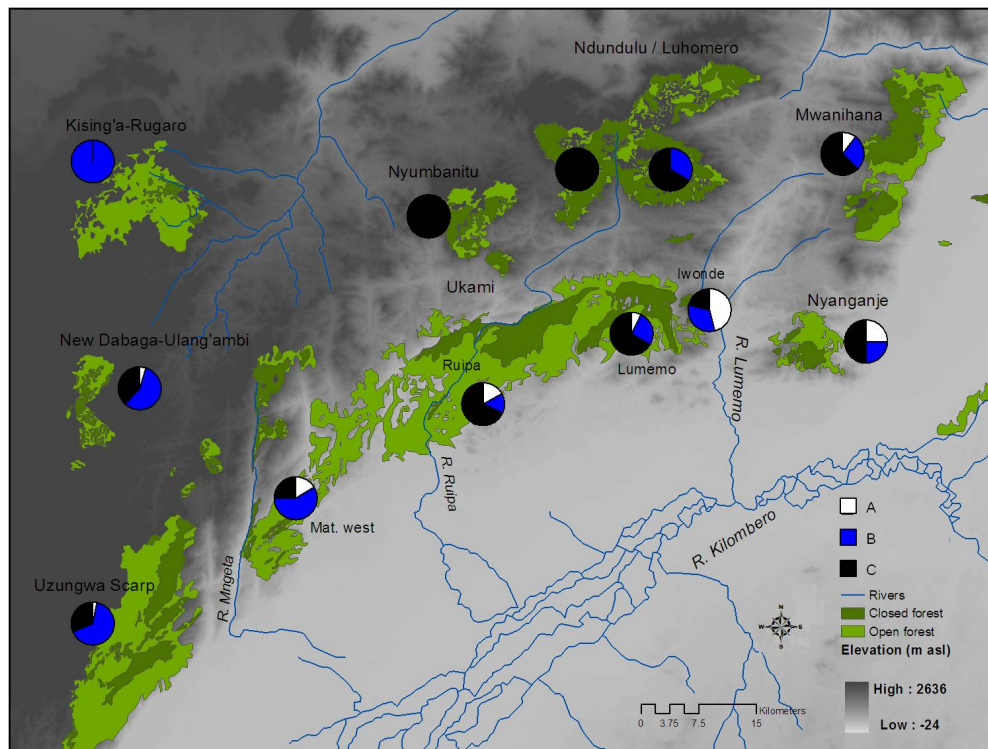 Ndundulu / Luhomero
Mwanihana
Kising'a-Rugaro
Nyumbanitu
Ukami
Iwonde
Nyanganje
New Dabaga-Ulang'ambi
Ruipa
Lumemo
R. Lumemo
R. Ruipa
Mat. west
R. Kilombero
R. Mngeta
Uzungwa Scarp
A
B
C
Rivers
Closed forest
Open forest
Elevation (m asl)
High : 2636
Low : -24
N
W E
S
Kilometers
0 3.75 7.5 15